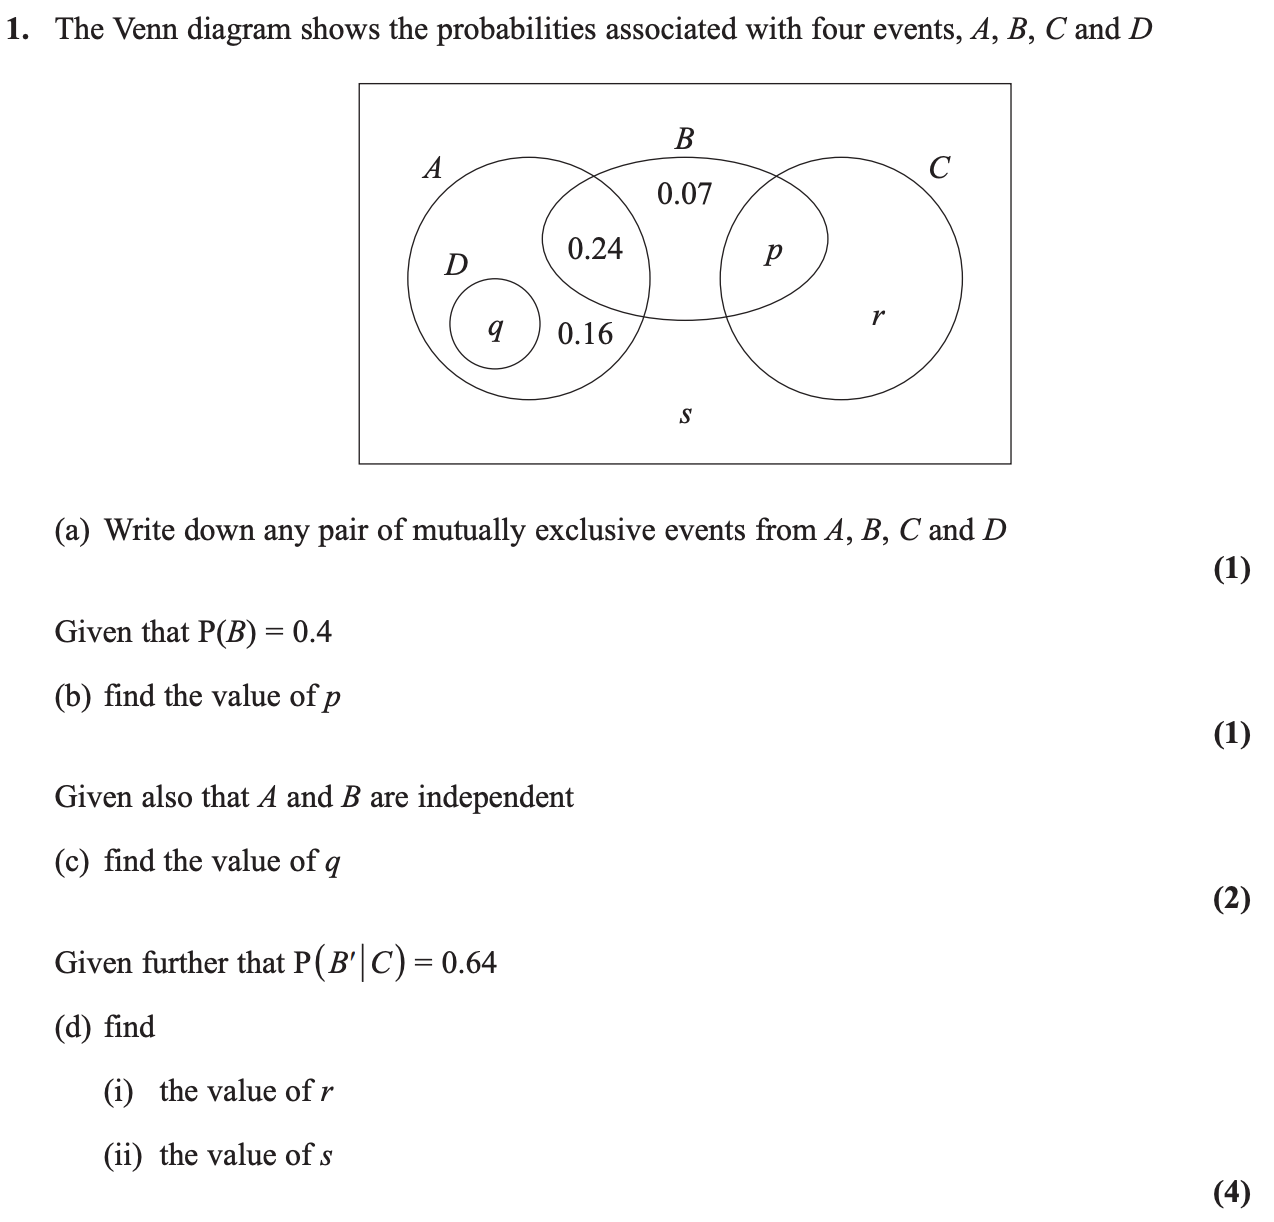 1. The Venn diagram shows the probabilities associated with four events, A, B, C and D
B
A
C
0.07
0.24
p
D
r
q
0.16
s
(a) Write down any pair of mutually exclusive events from A, B, C and D
(1)
Given that P(B) = 0.4
(b) find the value of p
(1)
Given also that A and B are independent
(c) find the value of q
(2)
Given further that P(B′|C) = 0.64
(d) find
(i) the value of r
(ii) the value of s
(4)